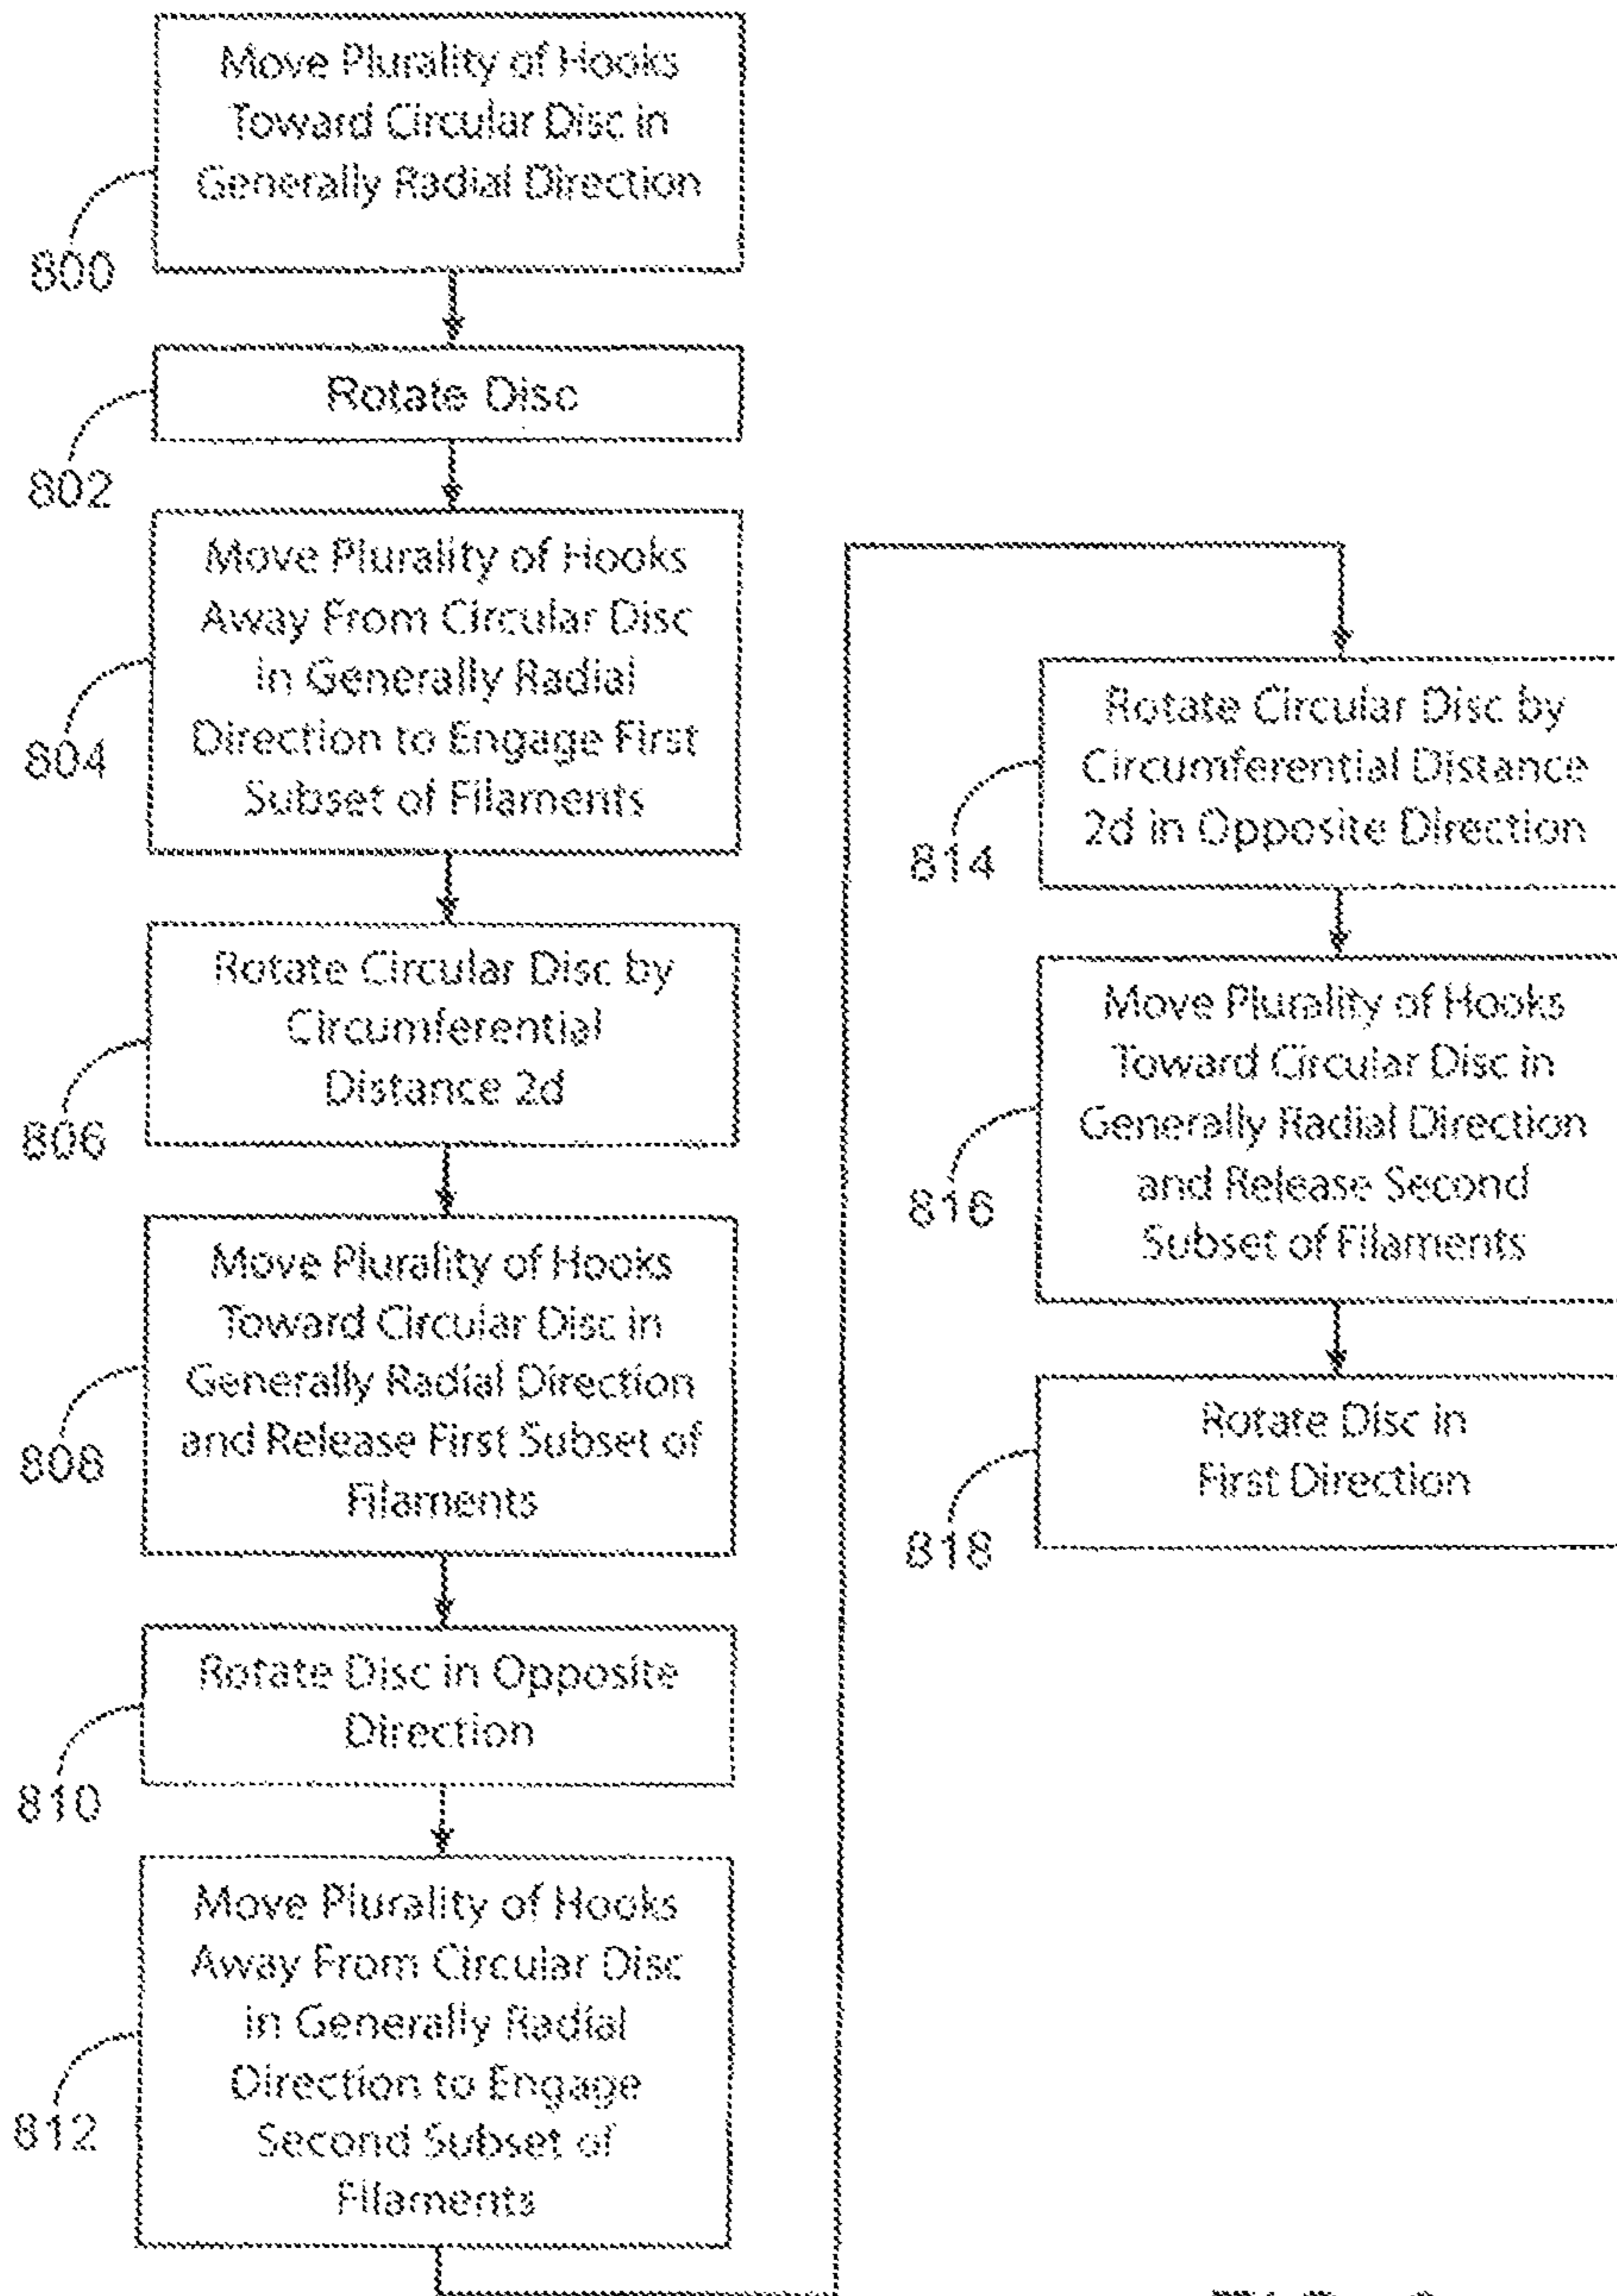 Move Plurality of Hooks
Toward Circular Disc in
Generally Radial Direction
800
Rotate Disc
802
Move Plurality of Hooks
Away From Circular Disc
in Generally Radial
Direction to Engage First
Subset of Filaments
804
Rotate Circular Disc by
Circumferential
Distance 2d
806
Move Plurality of Hooks
Toward Circular Disc in
Generally Radial Direction
and Release First Subset of
Filaments
808
Rotate Disc in Opposite
Direction
810
Move Plurality of Hooks
Away From Circular Disc
in Generally Radial
Direction to Engage
Second Subset of
Filaments
812
Rotate Circular Disc by
Circumferential Distance
2d in Opposite Direction
814
Move Plurality of Hooks
Toward Circular Disc in
Generally Radial Direction
and Release Second
Subset of Filaments
816
Rotate Disc in
First Direction
818